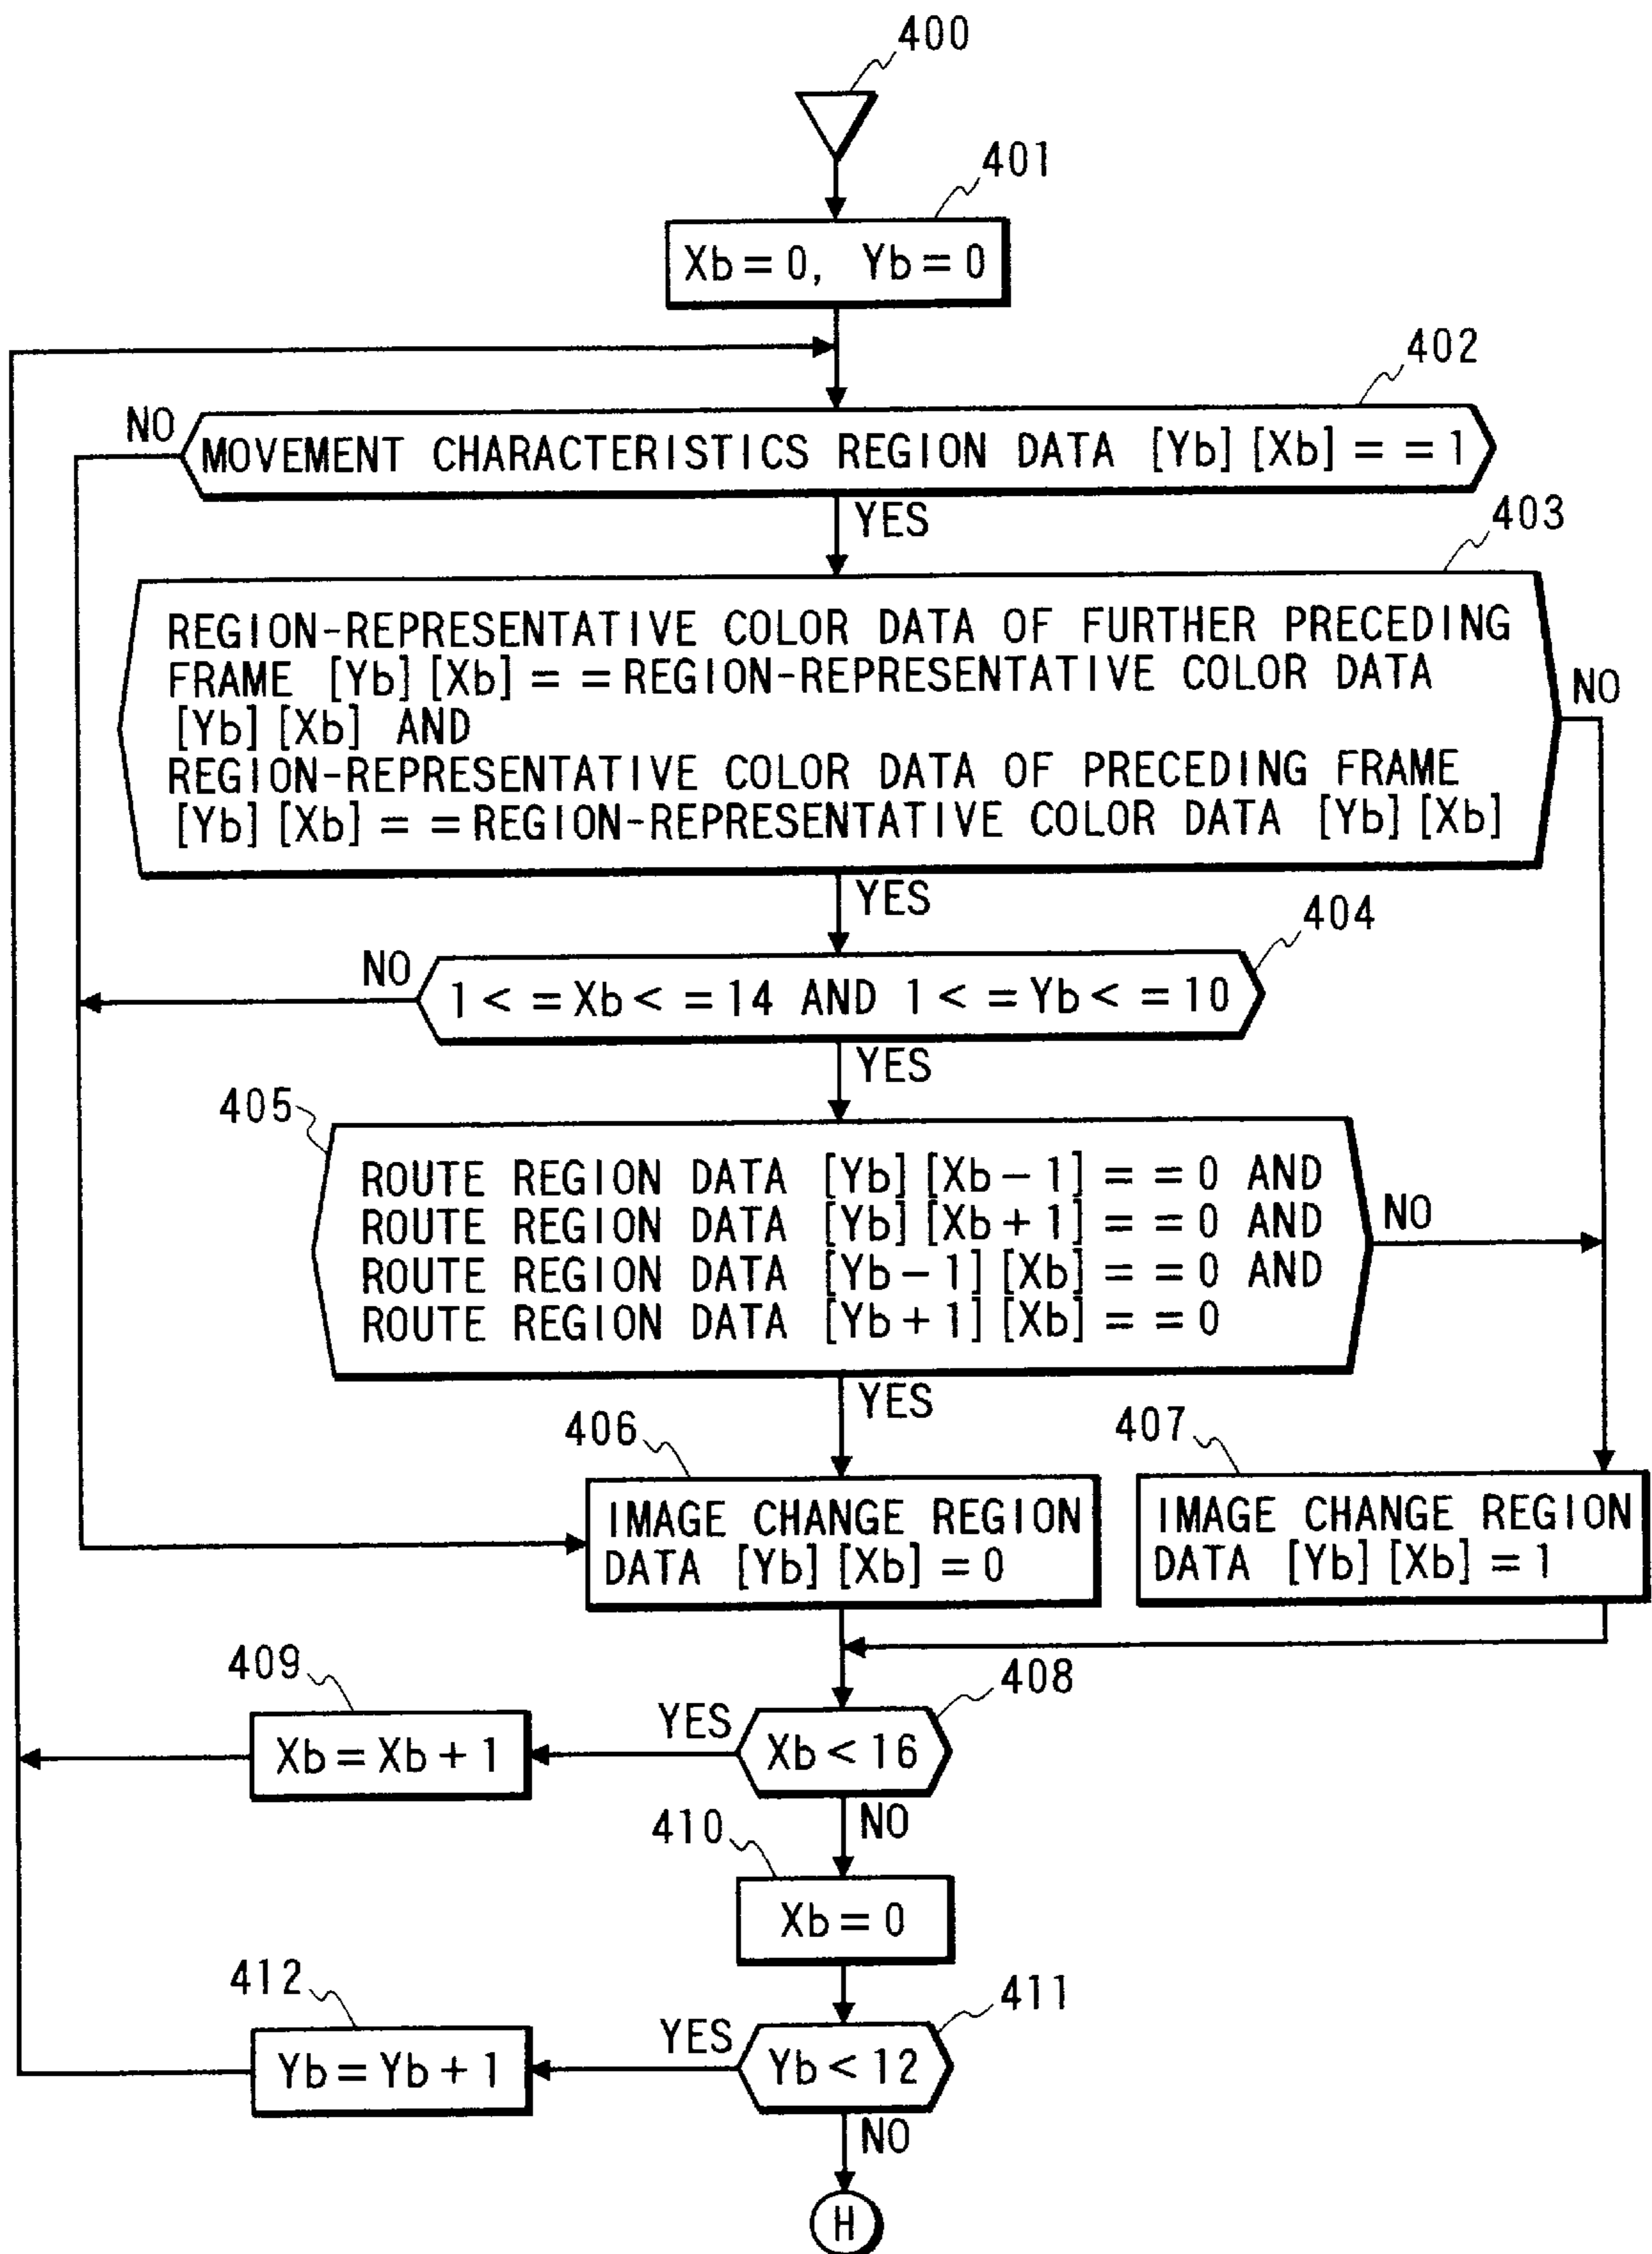 400
401
Xb = 0, Yb = 0
402
NO
MOVEMENT CHARACTERISTICS REGION DATA [Yb] [Xb] = = 1
YES
403
REGION-REPRESENTATIVE COLOR DATA OF FURTHER PRECEDING
FRAME [Yb] [Xb] = = REGION-REPRESENTATIVE COLOR DATA
[Yb] [Xb] AND
REGION-REPRESENTATIVE COLOR DATA OF PRECEDING FRAME
[Yb] [Xb] = = REGION-REPRESENTATIVE COLOR DATA [Yb] [Xb]
NO
YES
404
NO
1 < = Xb < = 14 AND 1 < = Yb < = 10
YES
405
ROUTE REGION DATA [Yb] [Xb - 1] = = 0 AND
ROUTE REGION DATA [Yb] [Xb + 1] = = 0 AND
ROUTE REGION DATA [Yb - 1] [Xb] = = 0 AND
ROUTE REGION DATA [Yb + 1] [Xb] = = 0
NO
YES
406
IMAGE CHANGE REGION
DATA [Yb] [Xb] = 0
407
IMAGE CHANGE REGION
DATA [Yb] [Xb] = 1
408
Xb < 16
YES
409
Xb = Xb + 1
NO
410
Xb = 0
411
Yb < 12
YES
412
Yb = Yb + 1
NO
H